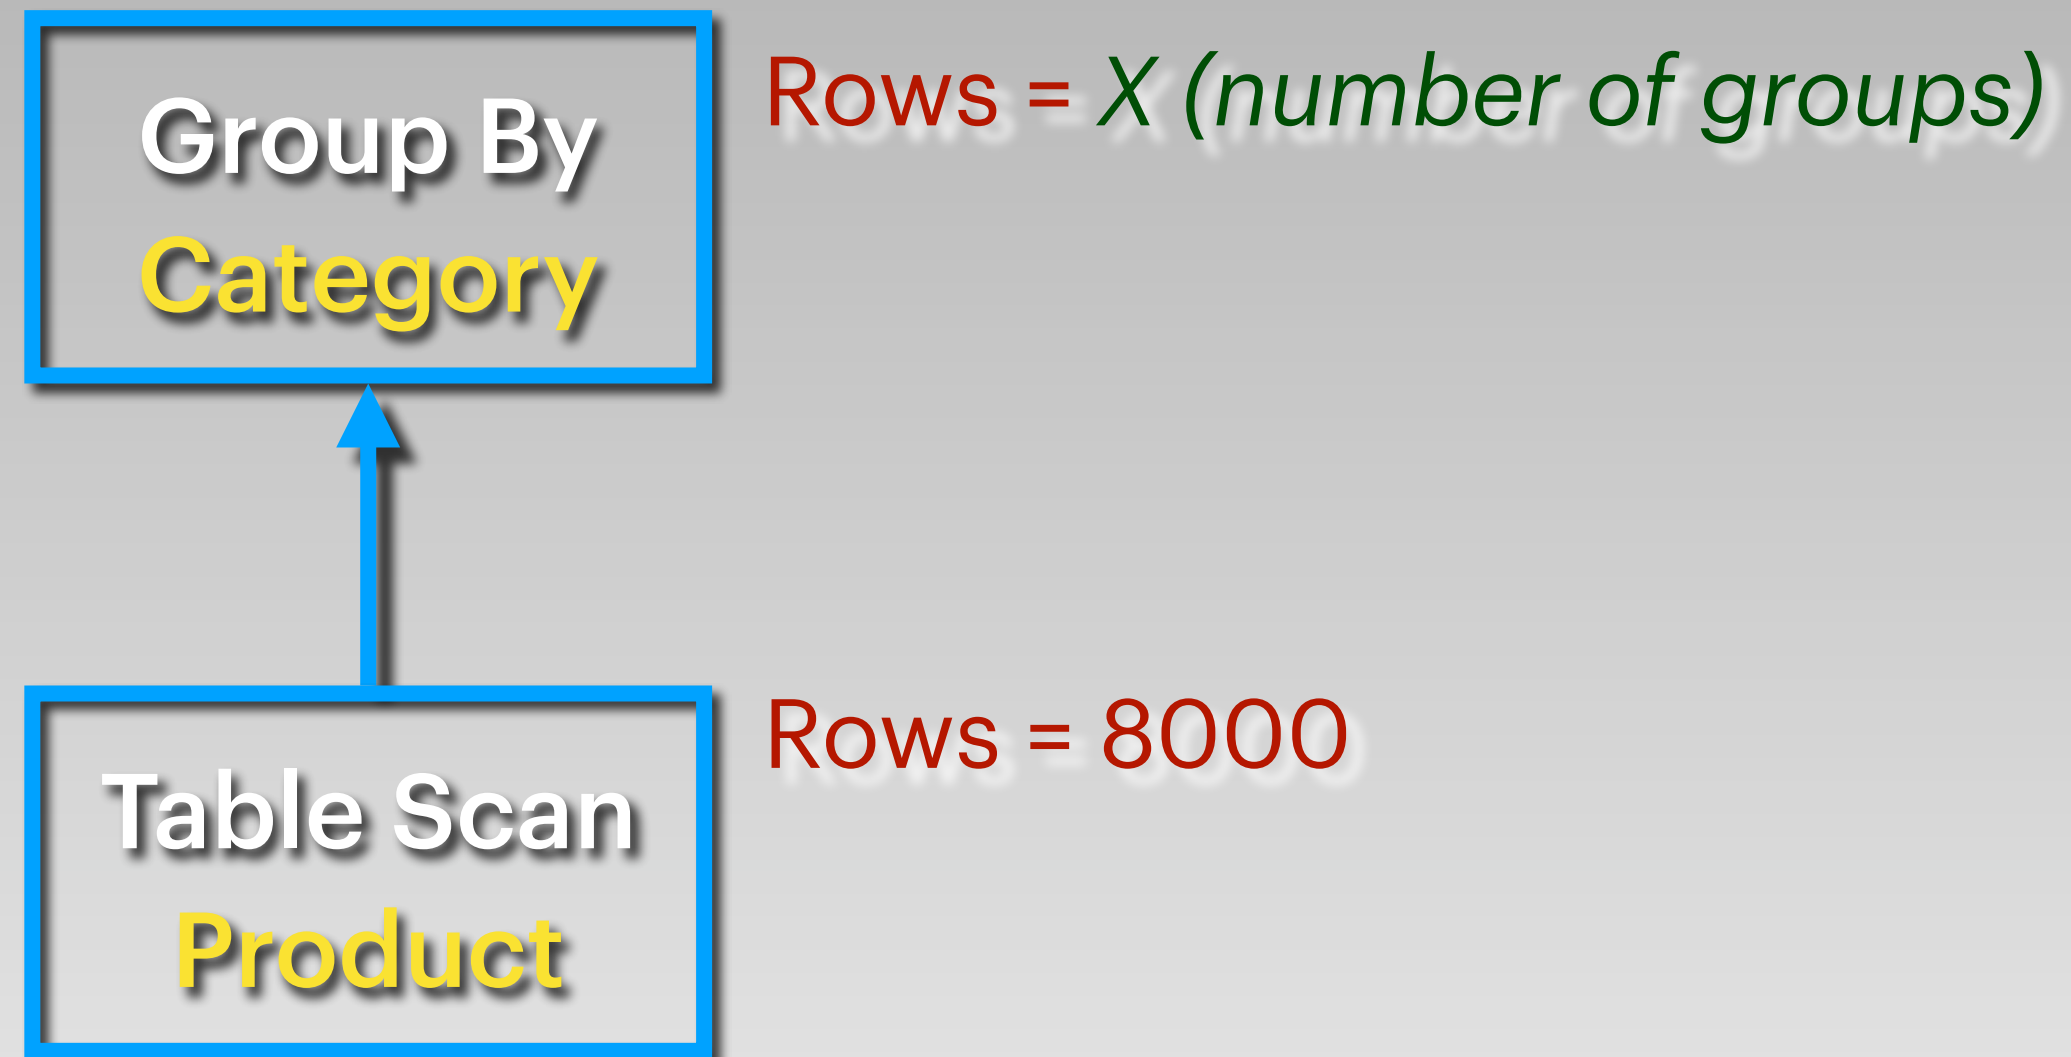 Group By
Category
Rows = X (number of groups)
Table Scan
Product
Rows = 8000